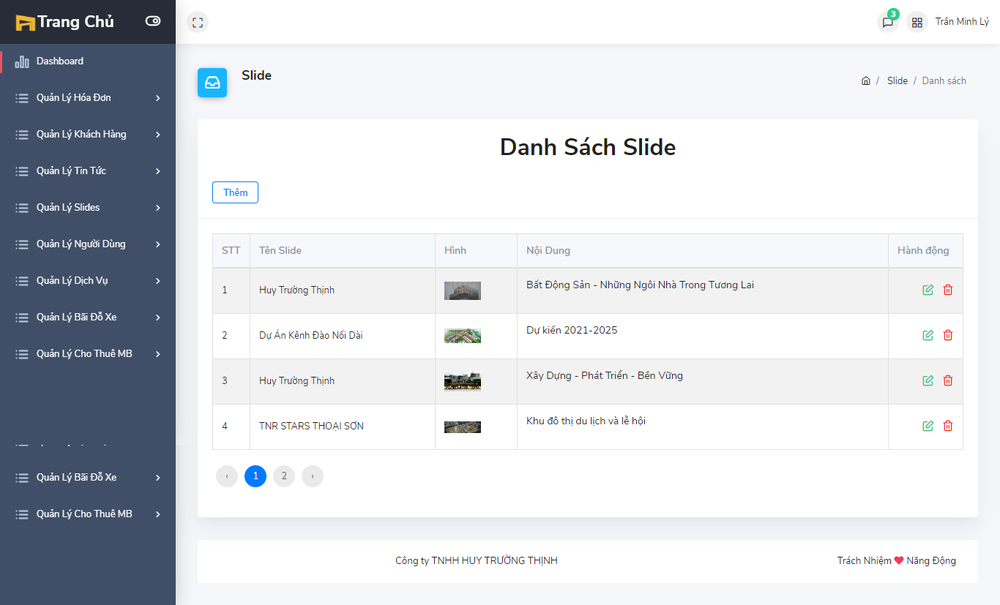 Trang Chủ
3
Trần Minh Lý
Dashboard
Quản Lý Hóa Đơn
Quản Lý Khách Hàng
Quản Lý Tin Tức
Quản Lý Slides
Quản Lý Người Dùng
Quản Lý Dịch Vụ
Quản Lý Bãi Đỗ Xe
Quản Lý Cho Thuê MB
Quản Lý Bãi Đỗ Xe
Quản Lý Cho Thuê MB
Slide
/ Slide / Danh sách
Danh Sách Slide
Thêm
STT Tên Slide Hình Nội Dung Hành động
1 Huy Trường Thịnh Bất Động Sản - Những Ngôi Nhà Trong Tương Lai
2 Dự Án Kênh Đào Nối Dài Dự kiến 2021-2025
3 Huy Trường Thịnh Xây Dựng - Phát Triển - Bền Vững
4 TNR STARS THOẠI SƠN Khu đô thị du lịch và lễ hội
‹ 1 2 ›
Công ty TNHH HUY TRƯỜNG THỊNH
Trách Nhiệm ❤ Năng Động